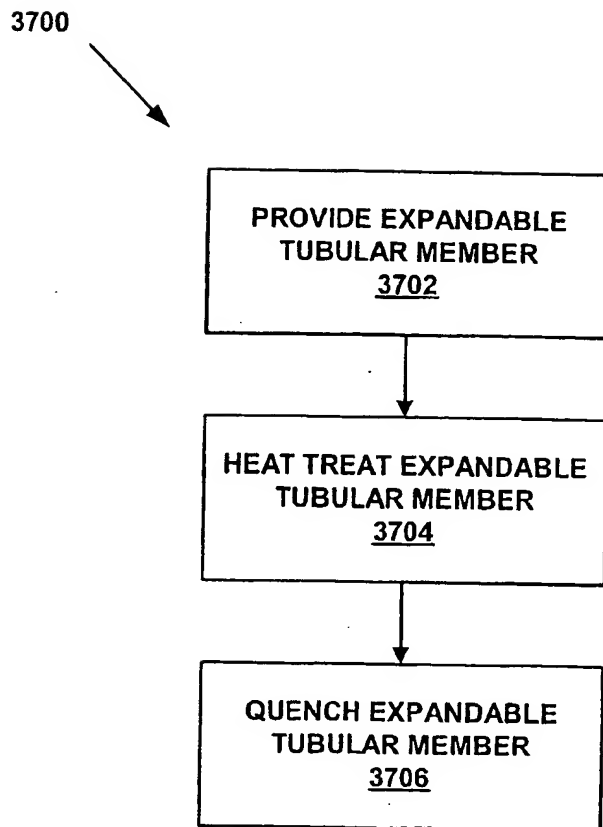 3700
PROVIDE EXPANDABLE
TUBULAR MEMBER
3702
HEAT TREAT EXPANDABLE
TUBULAR MEMBER
3704
QUENCH EXPANDABLE
TUBULAR MEMBER
3706